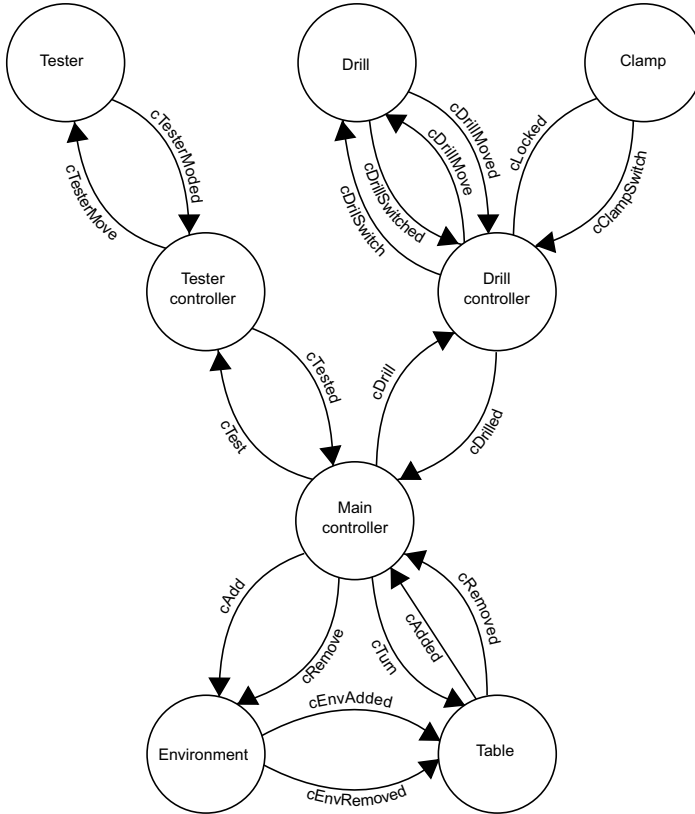 Tester
Drill
Clamp
cTesterModed
cTesterMove
cDrillMoved
cDrillMove
cDrillSwitched
cDrilSwitch
cLocked
cClampSwitch
Tester
controller
Drill
controller
cTested
cTest
cDrill
cDrilled
Main
controller
cAdd
cRemove
cTurn
cAdded
cRemoved
cEnvAdded
Environment
Table
cEnvRemoved